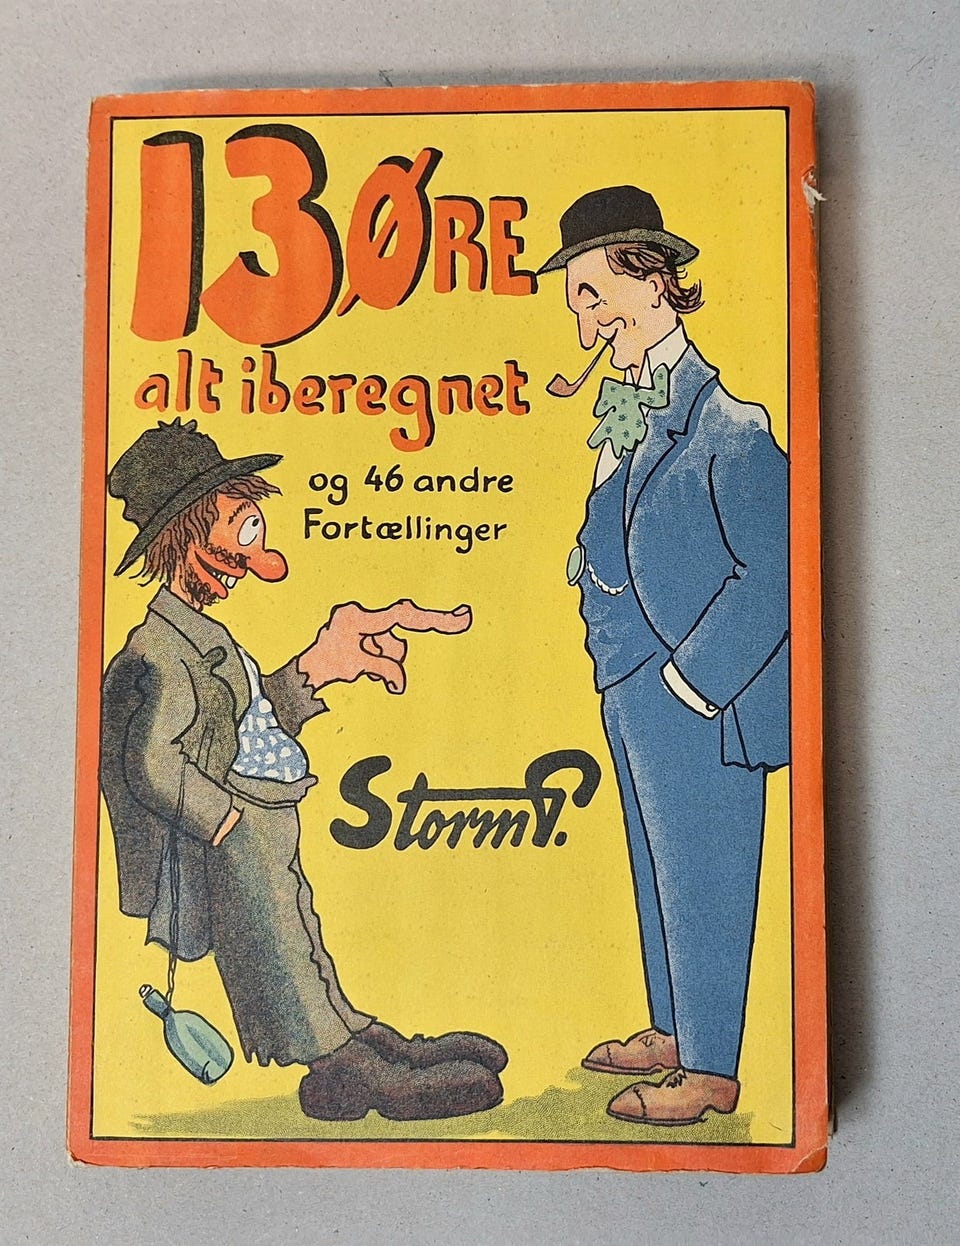 13 ØRE
alt iberegnet
og 46 andre
Fortællinger
Storm P.